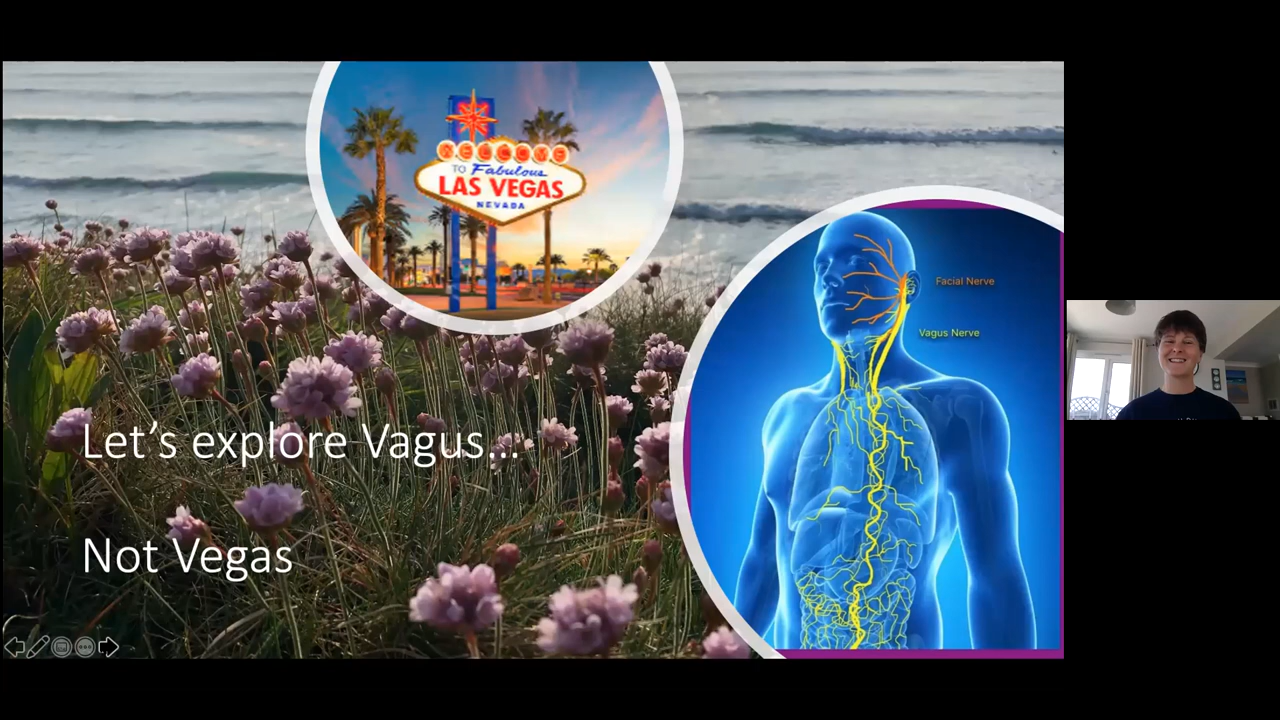 WELCOME
TO Fabulous
LAS VEGAS
NEVADA
Facial Nerve
Vagus Nerve
Let's explore Vagus...
Not Vegas